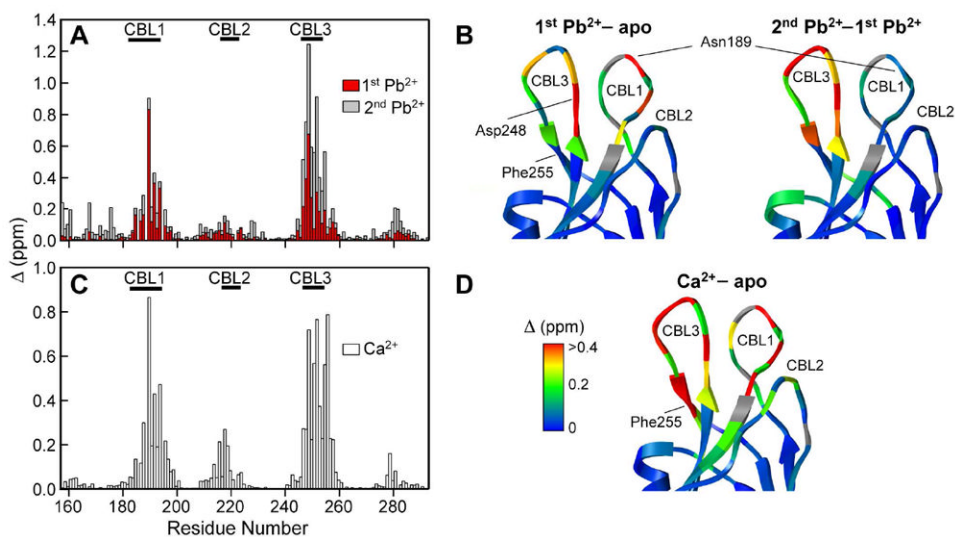 A
CBL1
CBL2
CBL3
1.4
1.2
1.0
0.8
0.6
0.4
0.2
0.0
1st Pb2+
2nd Pb2+
Δ (ppm)
B
1st Pb2+– apo
2nd Pb2+–1st Pb2+
Asn189
CBL3
CBL1
Asp248
Phe255
CBL3
CBL1
CBL2
C
CBL1
CBL2
CBL3
1.0
0.8
0.6
0.4
0.2
0.0
Ca2+
160 180 200 220 240 260 280
Residue Number
D
Ca2+– apo
Δ (ppm)
>0.4
0.2
0
CBL3
CBL1
CBL2
Phe255